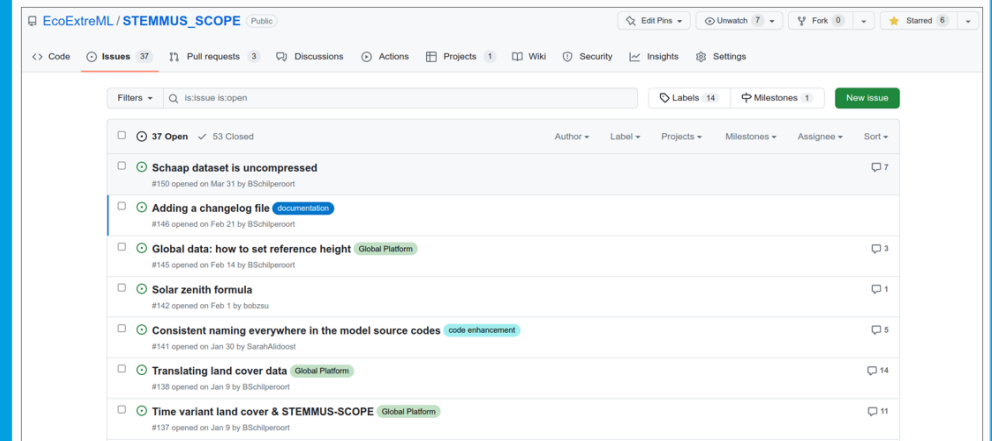 EcoExtreML / STEMMUS_SCOPE Public Edit Pins Unwatch 7 Fork 0 Starred 6
Code Issues 37 Pull requests 3 Discussions Actions Projects 1 Wiki Security Insights Settings
Filters is:issue is:open Labels 14 Milestones 1 New issue
37 Open 53 Closed Author Label Projects Milestones Assignee Sort
Schaap dataset is uncompressed 7
#150 opened on Mar 31 by BSchilperoort
Adding a changelog file documentation
#146 opened on Feb 21 by BSchilperoort
Global data: how to set reference height Global Platform 3
#145 opened on Feb 14 by BSchilperoort
Solar zenith formula 1
#142 opened on Feb 1 by bobzsu
Consistent naming everywhere in the model source codes code enhancement 5
#141 opened on Jan 30 by SarahAlidoost
Translating land cover data Global Platform 14
#138 opened on Jan 9 by BSchilperoort
Time variant land cover & STEMMUS-SCOPE Global Platform 11
#137 opened on Jan 9 by BSchilperoort